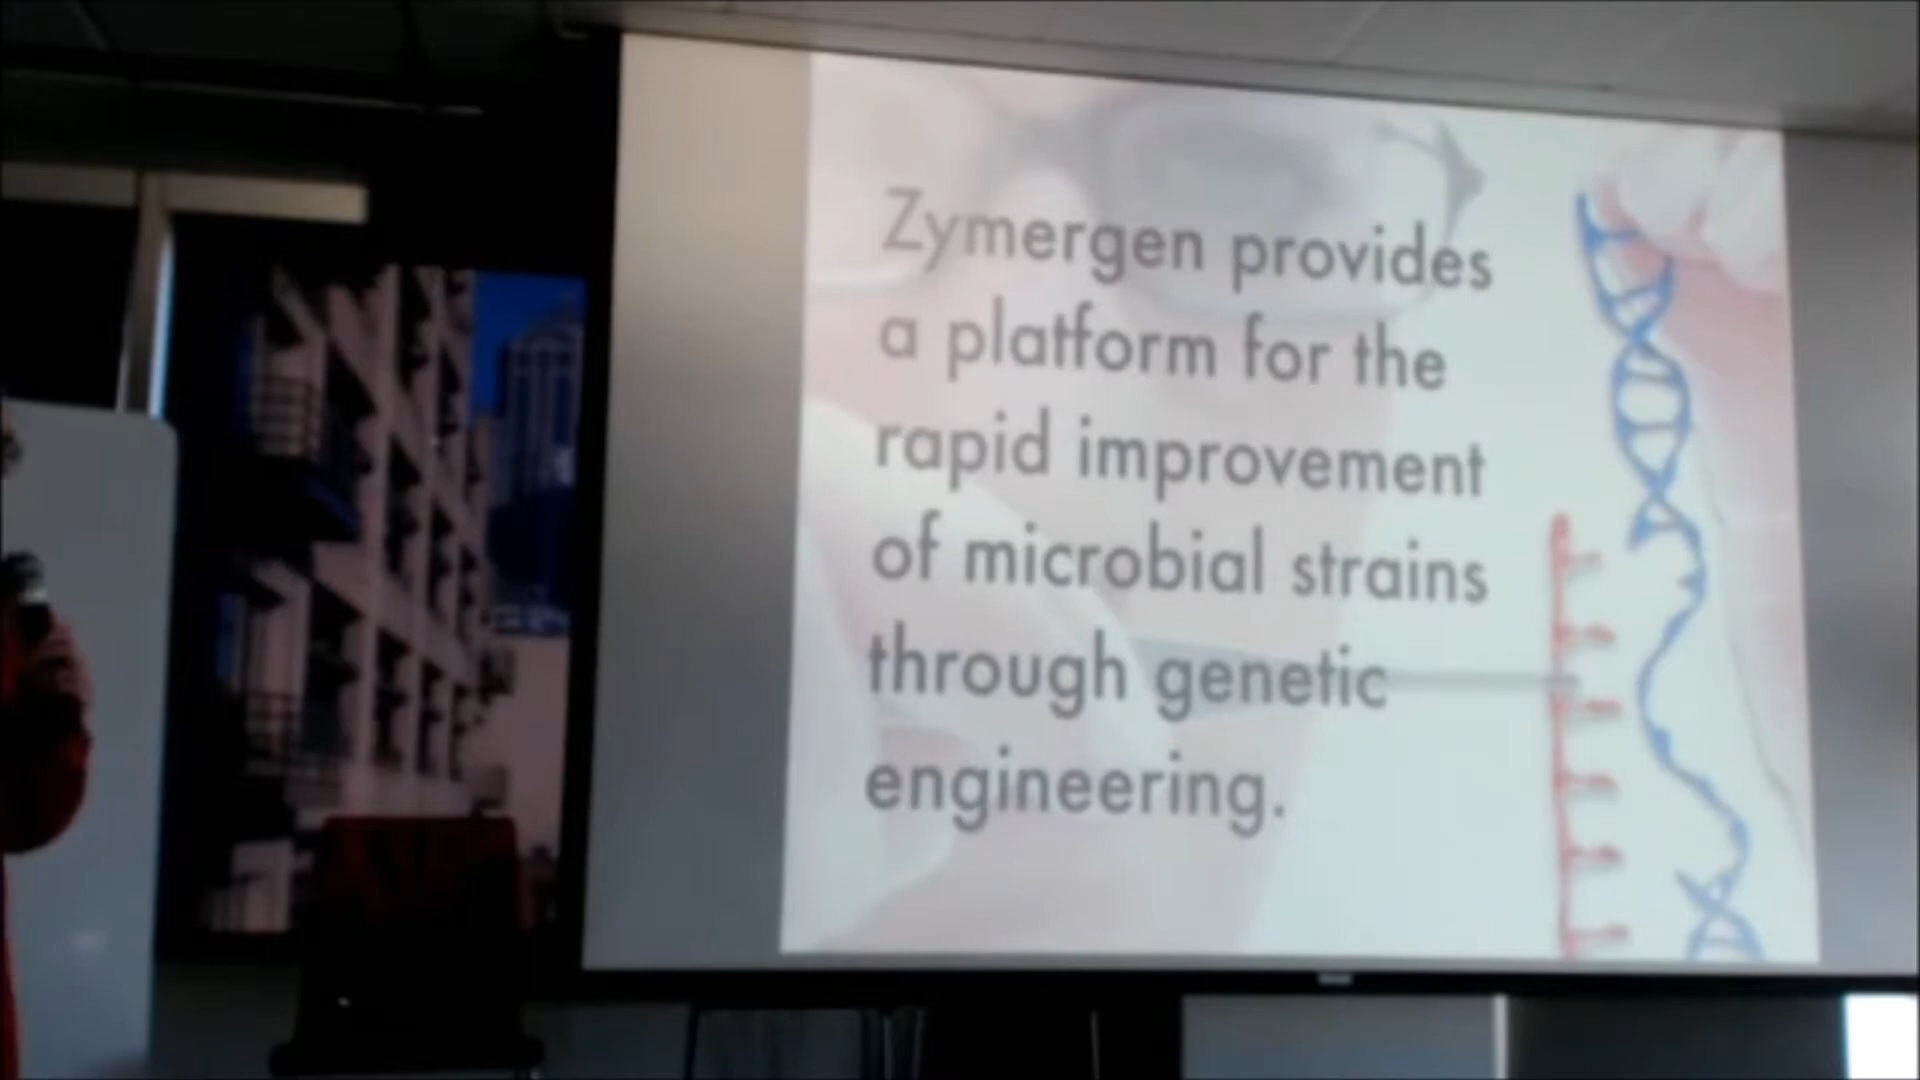 Zymergen provides
a platform for the
rapid improvement
of microbial strains
through genetic
engineering.